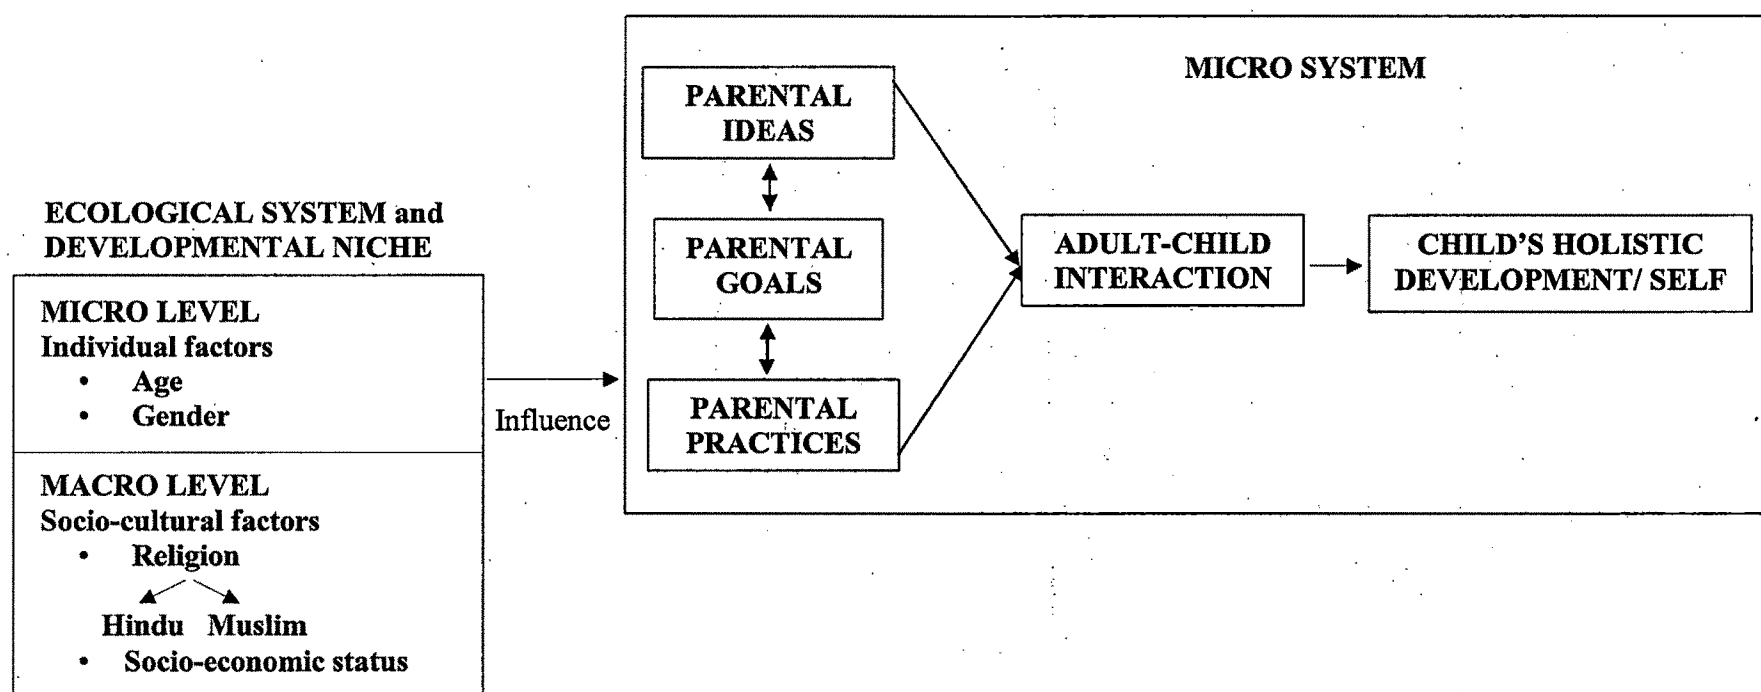 MICRO SYSTEM
PARENTAL
IDEAS
PARENTAL
GOALS
PARENTAL
PRACTICES
ADULT-CHILD
INTERACTION
CHILD'S HOLISTIC
DEVELOPMENT/ SELF
ECOLOGICAL SYSTEM and
DEVELOPMENTAL NICHE
MICRO LEVEL
Individual factors
• Age
• Gender
Influence
MACRO LEVEL
Socio-cultural factors
• Religion
Hindu Muslim
• Socio-economic status